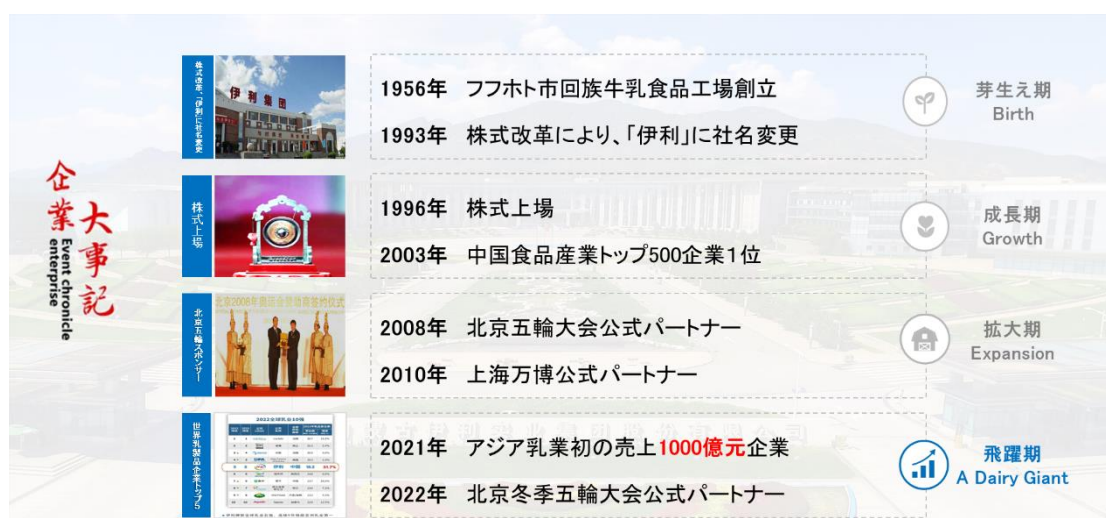 企業大事記
Event chronicle
enterprise
株式改革、「伊利」に社名変更
伊利集団
1956年 フフホト市回族牛乳食品工場創立
1993年 株式改革により、「伊利」に社名変更
芽生え期
Birth
株式上場
1996年 株式上場
2003年 中国食品産業トップ500企業1位
成長期
Growth
北京五輪スポンサー
2008年 北京五輪大会公式パートナー
2010年 上海万博公式パートナー
拡大期
Expansion
世界乳製品企業トップ5
伊利 中国
2021年 アジア乳業初の売上1000億元企業
2022年 北京冬季五輪大会公式パートナー
飛躍期
A Dairy Giant